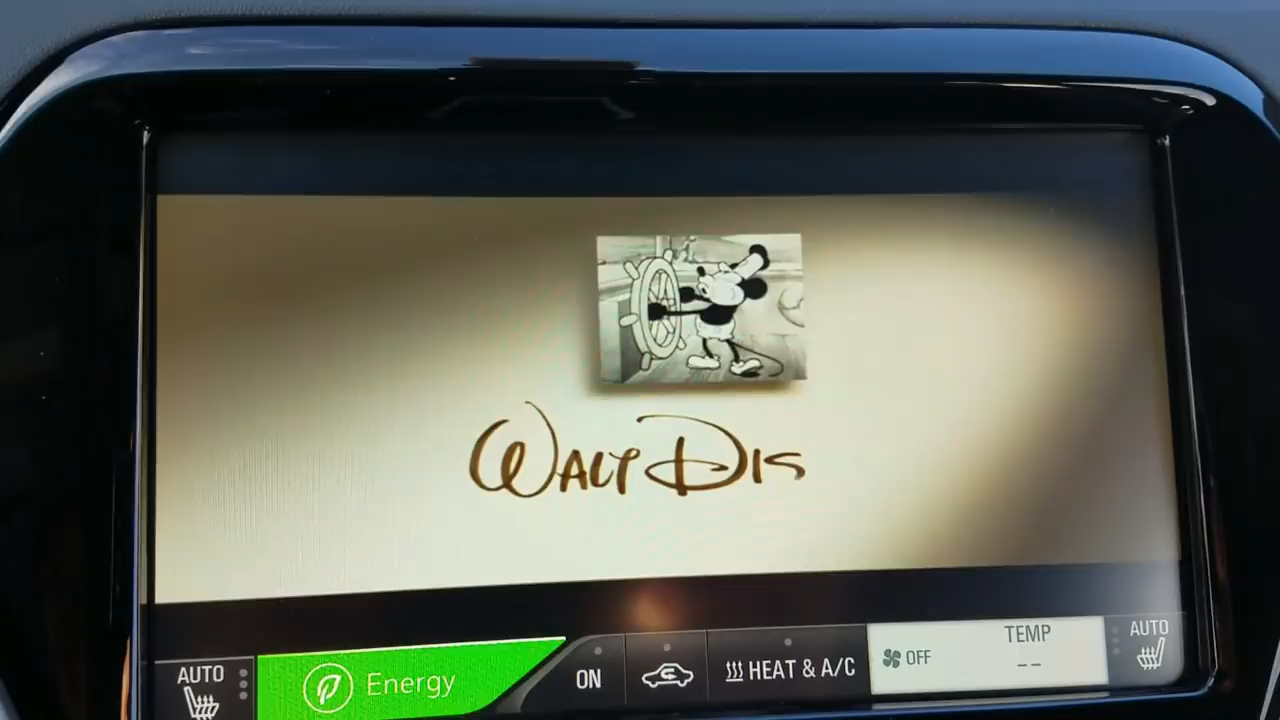 WALT DIS
AUTO
Energy
ON
HEAT & A/C
OFF
TEMP
--
AUTO